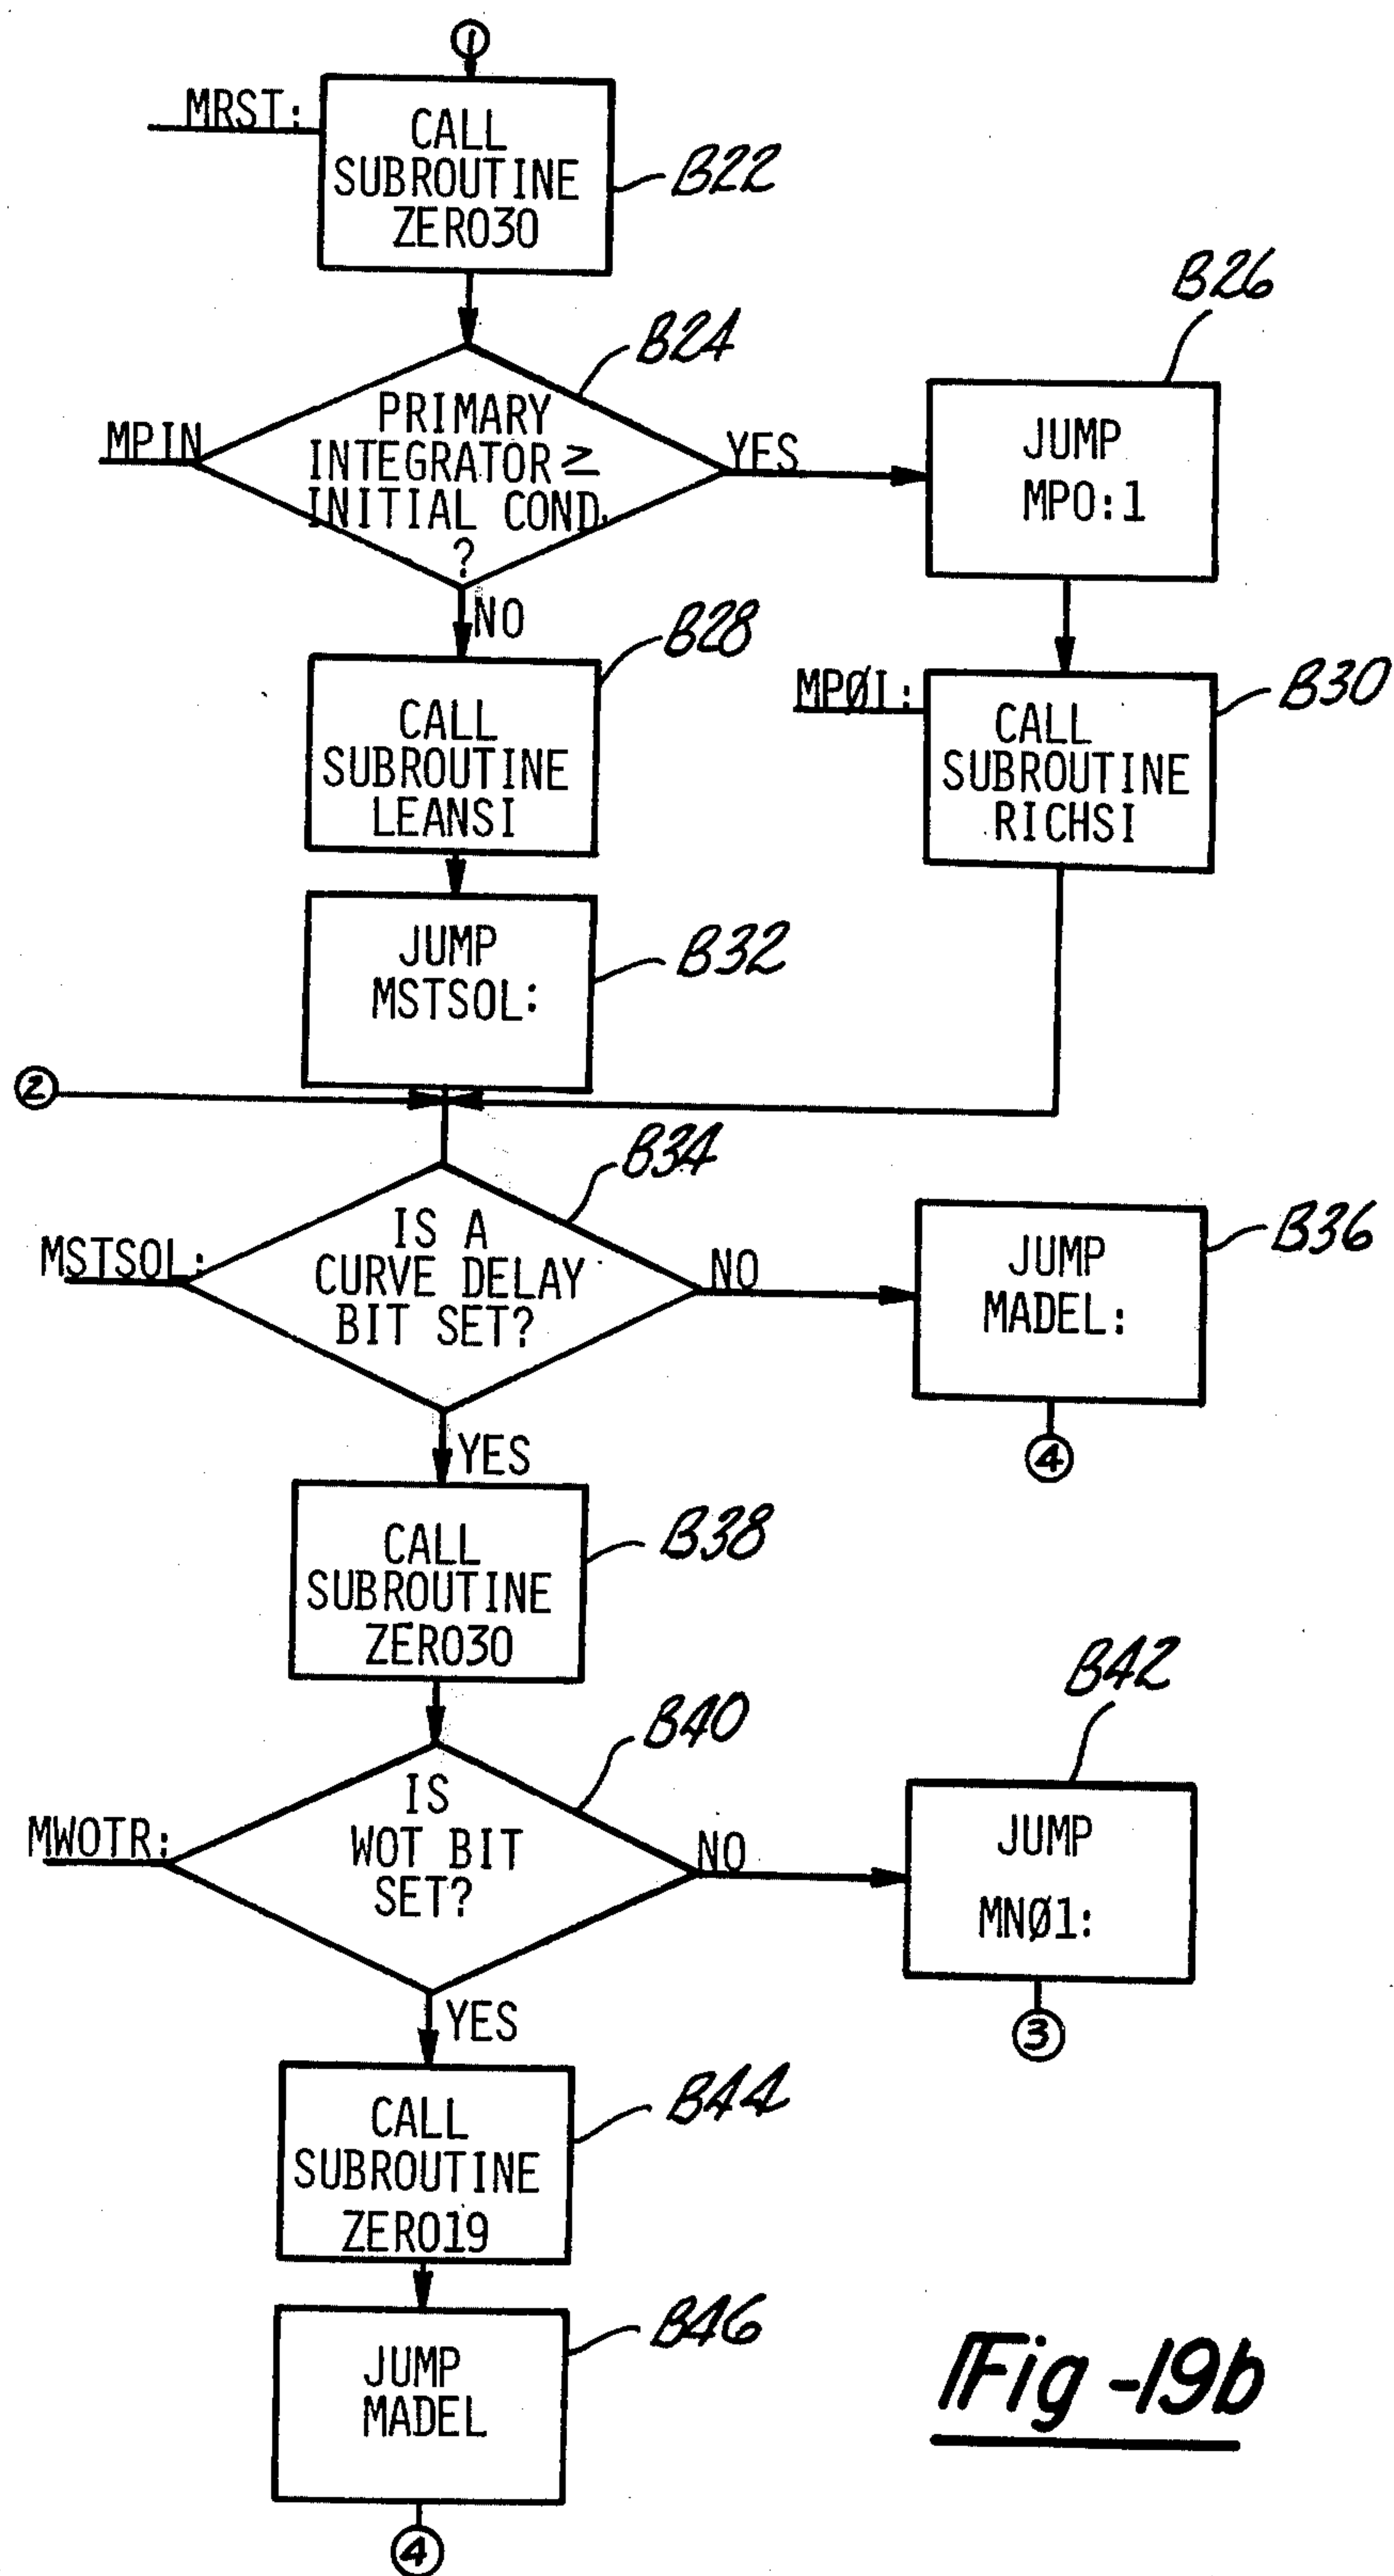 1
MRST:
CALL
SUBROUTINE
ZERO30
B22
B24
B26
MPIN
PRIMARY
INTEGRATOR ≥
INITIAL COND.
?
YES
JUMP
MPO:1
NO
B28
CALL
SUBROUTINE
LEANSI
MPØI:
CALL
SUBROUTINE
RICHSI
B30
JUMP
MSTSOL:
B32
2
B34
MSTSOL:
IS A
CURVE DELAY
BIT SET?
NO
JUMP
MADEL:
B36
4
YES
CALL
SUBROUTINE
ZERO30
B38
B40
B42
MWOTR:
IS
WOT BIT
SET?
NO
JUMP
MNØ1:
3
YES
CALL
SUBROUTINE
ZERO19
B44
JUMP
MADEL
B46
4
Fig-19b